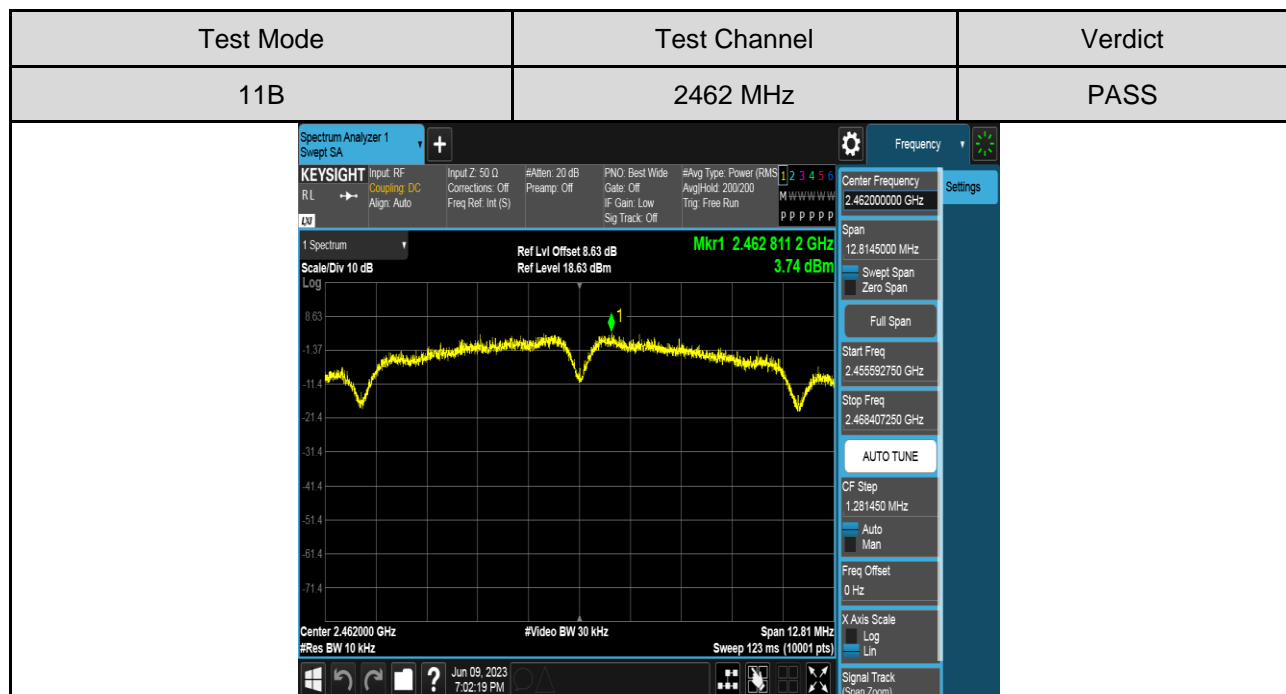 Test Mode Test Channel Verdict
11B 2462 MHz PASS
Spectrum Analyzer 1
Swept SA
+
Frequency
Settings
KEYSIGHT
RL
LXI
Input: RF
Coupling: DC
Align: Auto
Input Z: 50 Ω
Corrections: Off
Freq Ref: Int (S)
#Atten: 20 dB
Preamp: Off
PNO: Best Wide
Gate: Off
IF Gain: Low
Sig Track: Off
#Avg Type: Power (RMS
Avg|Hold: 200/200
Trig: Free Run
1 2 3 4 5 6
M W W W W W
P P P P P P
1 Spectrum
Scale/Div 10 dB
Log
Ref Lvl Offset 8.63 dB
Ref Level 18.63 dBm
Mkr1 2.462 811 2 GHz
3.74 dBm
1
8.63
-1.37
-11.4
-21.4
-31.4
-41.4
-51.4
-61.4
-71.4
Center 2.462000 GHz
#Res BW 10 kHz
#Video BW 30 kHz
Span 12.81 MHz
Sweep 123 ms (10001 pts)
Center Frequency
2.462000000 GHz
Span
12.8145000 MHz
Swept Span
Zero Span
Full Span
Start Freq
2.455592750 GHz
Stop Freq
2.468407250 GHz
AUTO TUNE
CF Step
1.281450 MHz
Auto
Man
Freq Offset
0 Hz
X Axis Scale
Log
Lin
Signal Track
(Span Zoom)
?
Jun 09, 2023
7:02:19 PM